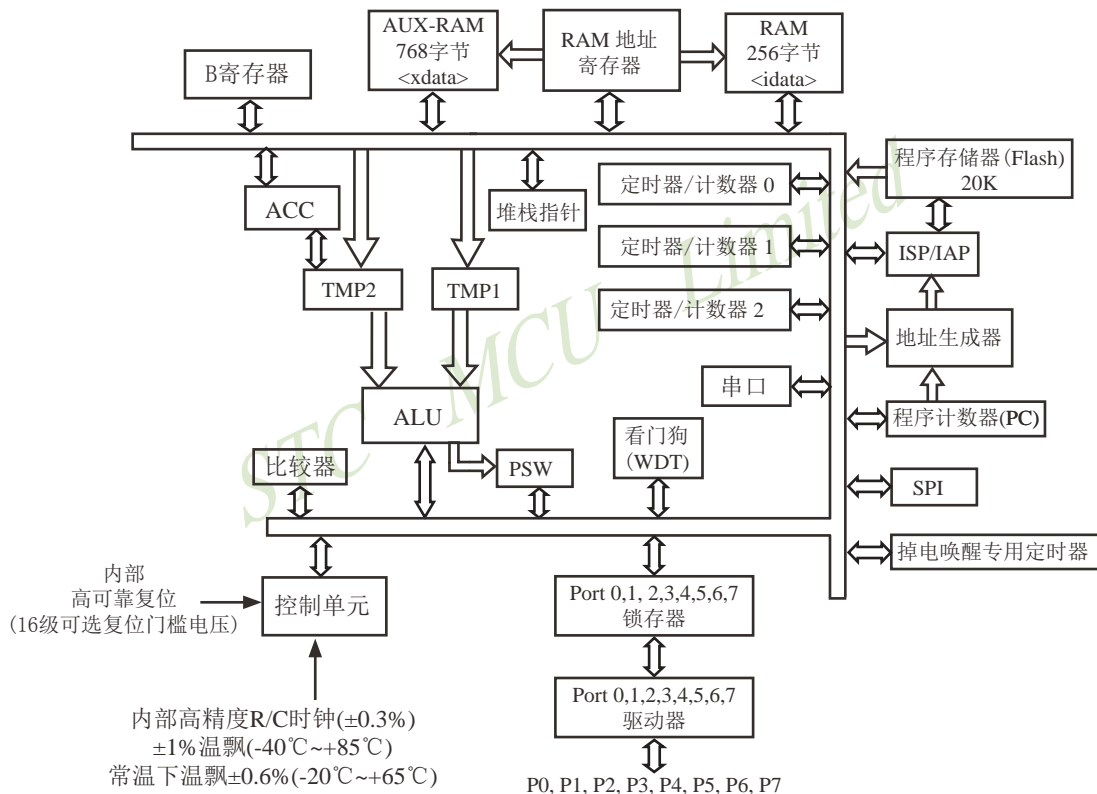 AUX-RAM
768字节
<xdata>
RAM 地址
寄存器
RAM
256字节
<idata>
B寄存器
程序存储器(Flash)
20K
定时器/计数器 0
ACC
堆栈指针
定时器/计数器 1
ISP/IAP
TMP2
TMP1
定时器/计数器 2
地址生成器
串口
ALU
程序计数器(PC)
看门狗
(WDT)
比较器
PSW
SPI
掉电唤醒专用定时器
内部
高可靠复位
(16级可选复位门槛电压)
控制单元
Port 0,1, 2,3,4,5,6,7
锁存器
Port 0,1,2,3,4,5,6,7
驱动器
内部高精度R/C时钟(±0.3%)
±1%温飘(-40℃~+85℃)
常温下温飘±0.6%(-20℃~+65℃)
P0, P1, P2, P3, P4, P5, P6, P7
STC MCU Limited